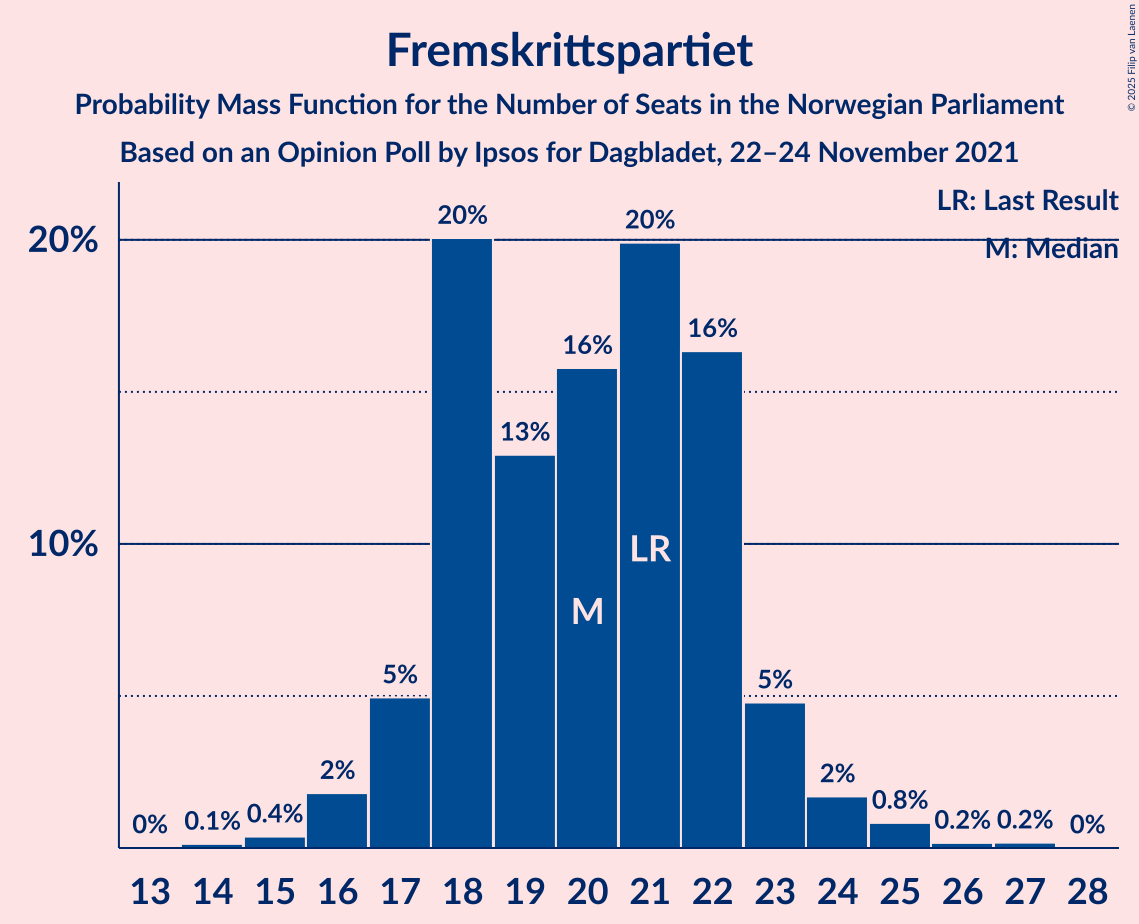 Fremskrittspartiet
Probability Mass Function for the Number of Seats in the Norwegian Parliament
Based on an Opinion Poll by Ipsos for Dagbladet, 22–24 November 2021
© 2025 Filip van Laenen
LR: Last Result
M: Median
20%
10%
0%
0.1%
0.4%
2%
5%
20%
13%
16%
20%
16%
5%
2%
0.8%
0.2%
0.2%
0%
LR
M
13 14 15 16 17 18 19 20 21 22 23 24 25 26 27 28